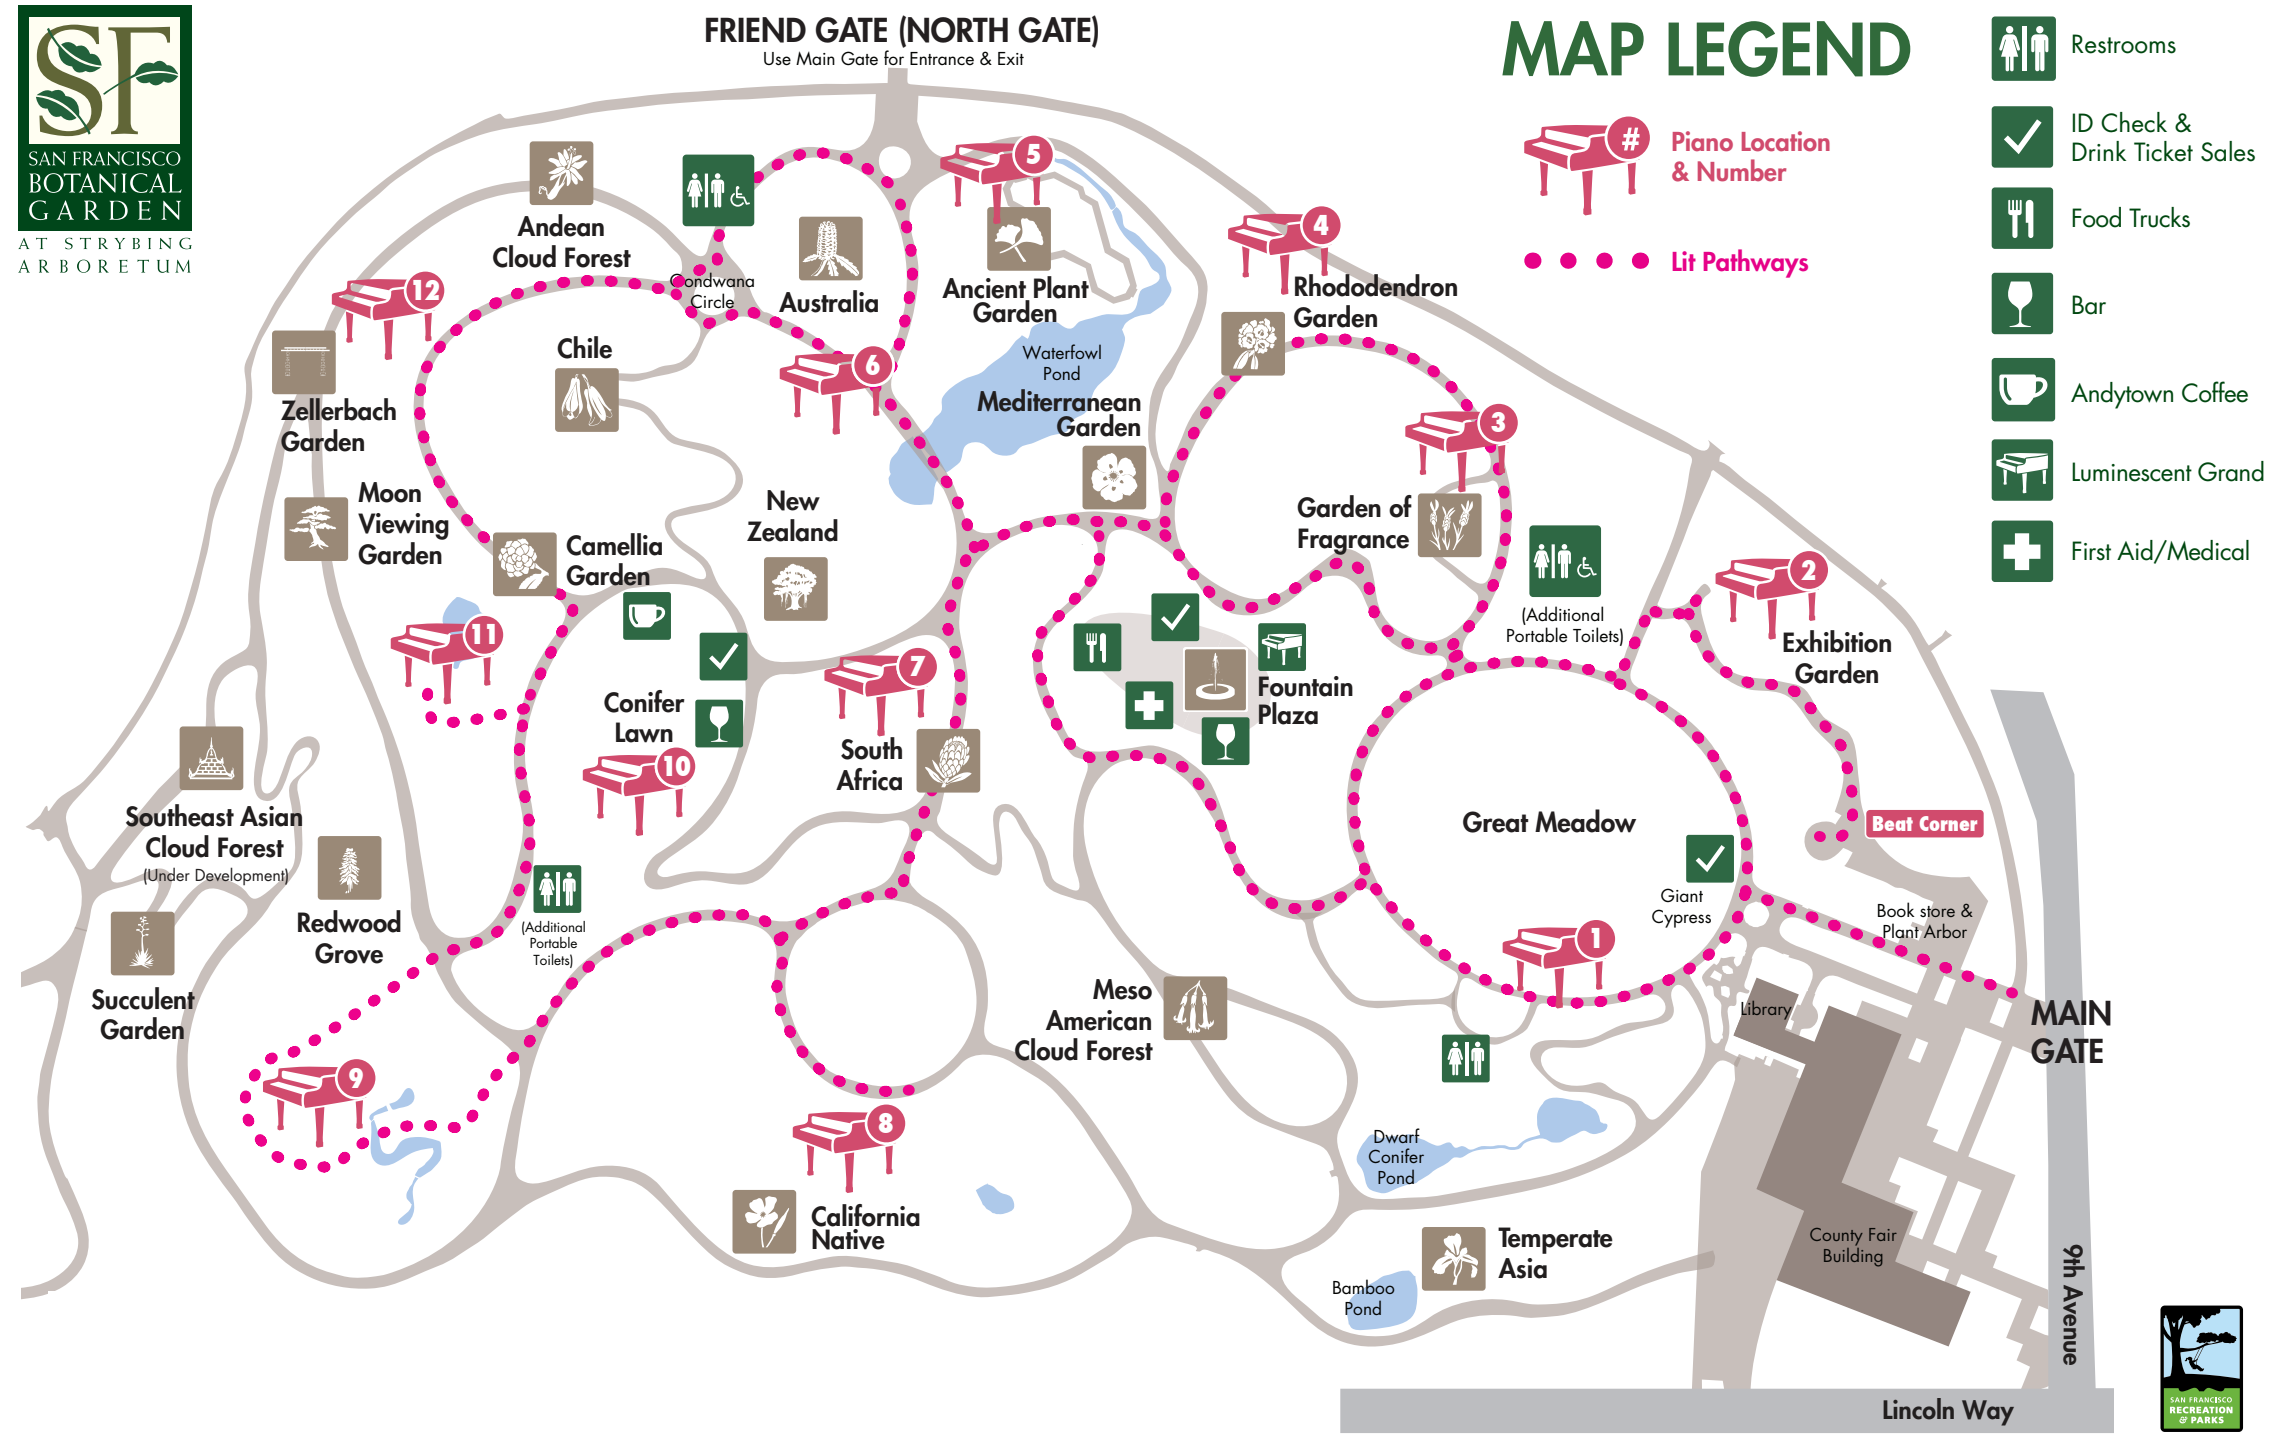 SF
SAN FRANCISCO
BOTANICAL
GARDEN
AT STRYBING
ARBORETUM
FRIEND GATE (NORTH GATE)
Use Main Gate for Entrance & Exit
MAP LEGEND
#
Piano Location
& Number
Lit Pathways
Restrooms
ID Check &
Drink Ticket Sales
Food Trucks
Bar
Andytown Coffee
Luminescent Grand
First Aid/Medical
Andean
Cloud Forest
Condwana
Circle
Australia
5
Ancient Plant
Garden
4
Rhododendron
Garden
12
Zellerbach
Garden
Chile
6
Waterfowl
Pond
Mediterranean
Garden
3
Garden of
Fragrance
Moon
Viewing
Garden
Camellia
Garden
New
Zealand
(Additional
Portable Toilets)
2
Exhibition
Garden
11
Conifer
Lawn
10
7
South
Africa
Fountain
Plaza
Great Meadow
Beat Corner
Giant
Cypress
Book store &
Plant Arbor
Southeast Asian
Cloud Forest
(Under Development)
Redwood
Grove
(Additional
Portable
Toilets)
Succulent
Garden
1
Meso
American
Cloud Forest
Library
MAIN
GATE
9
8
California
Native
Dwarf
Conifer
Pond
Temperate
Asia
Bamboo
Pond
County Fair
Building
9th Avenue
Lincoln Way
SAN FRANCISCO
RECREATION
& PARKS